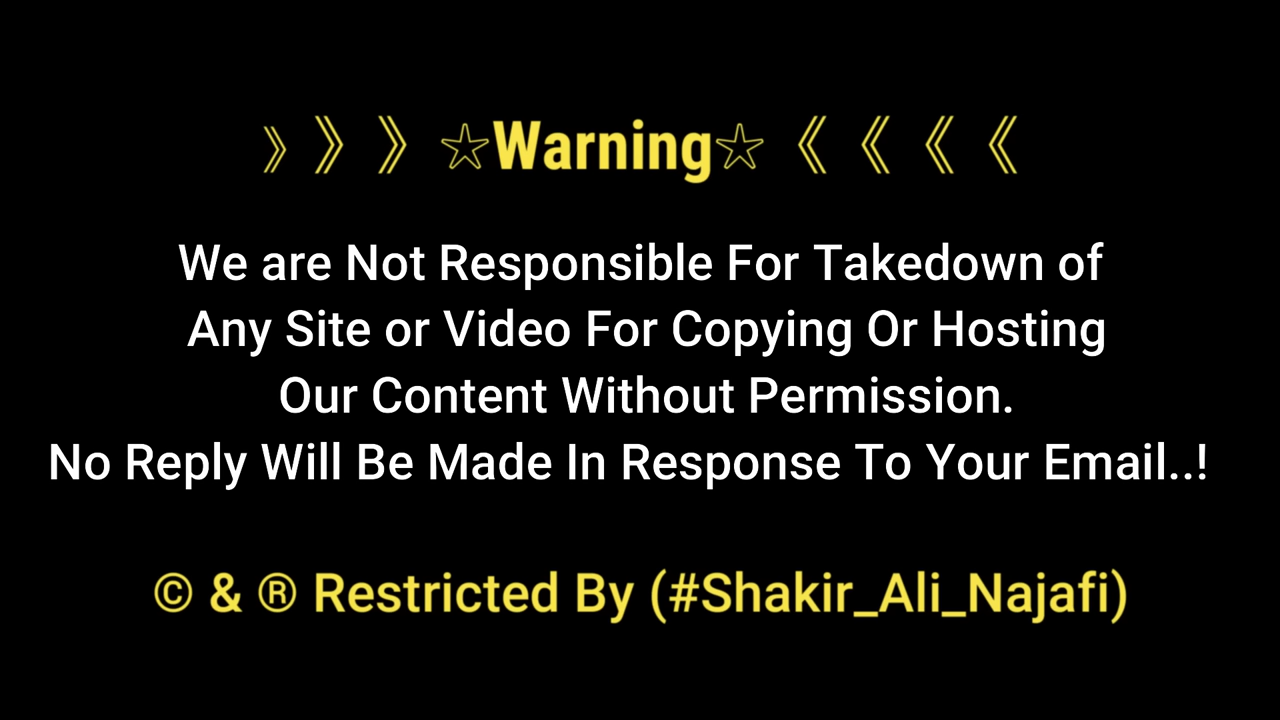 》》》☆Warning☆《《《《
We are Not Responsible For Takedown of
Any Site or Video For Copying Or Hosting
Our Content Without Permission.
No Reply Will Be Made In Response To Your Email..!
© & ® Restricted By (#Shakir_Ali_Najafi)